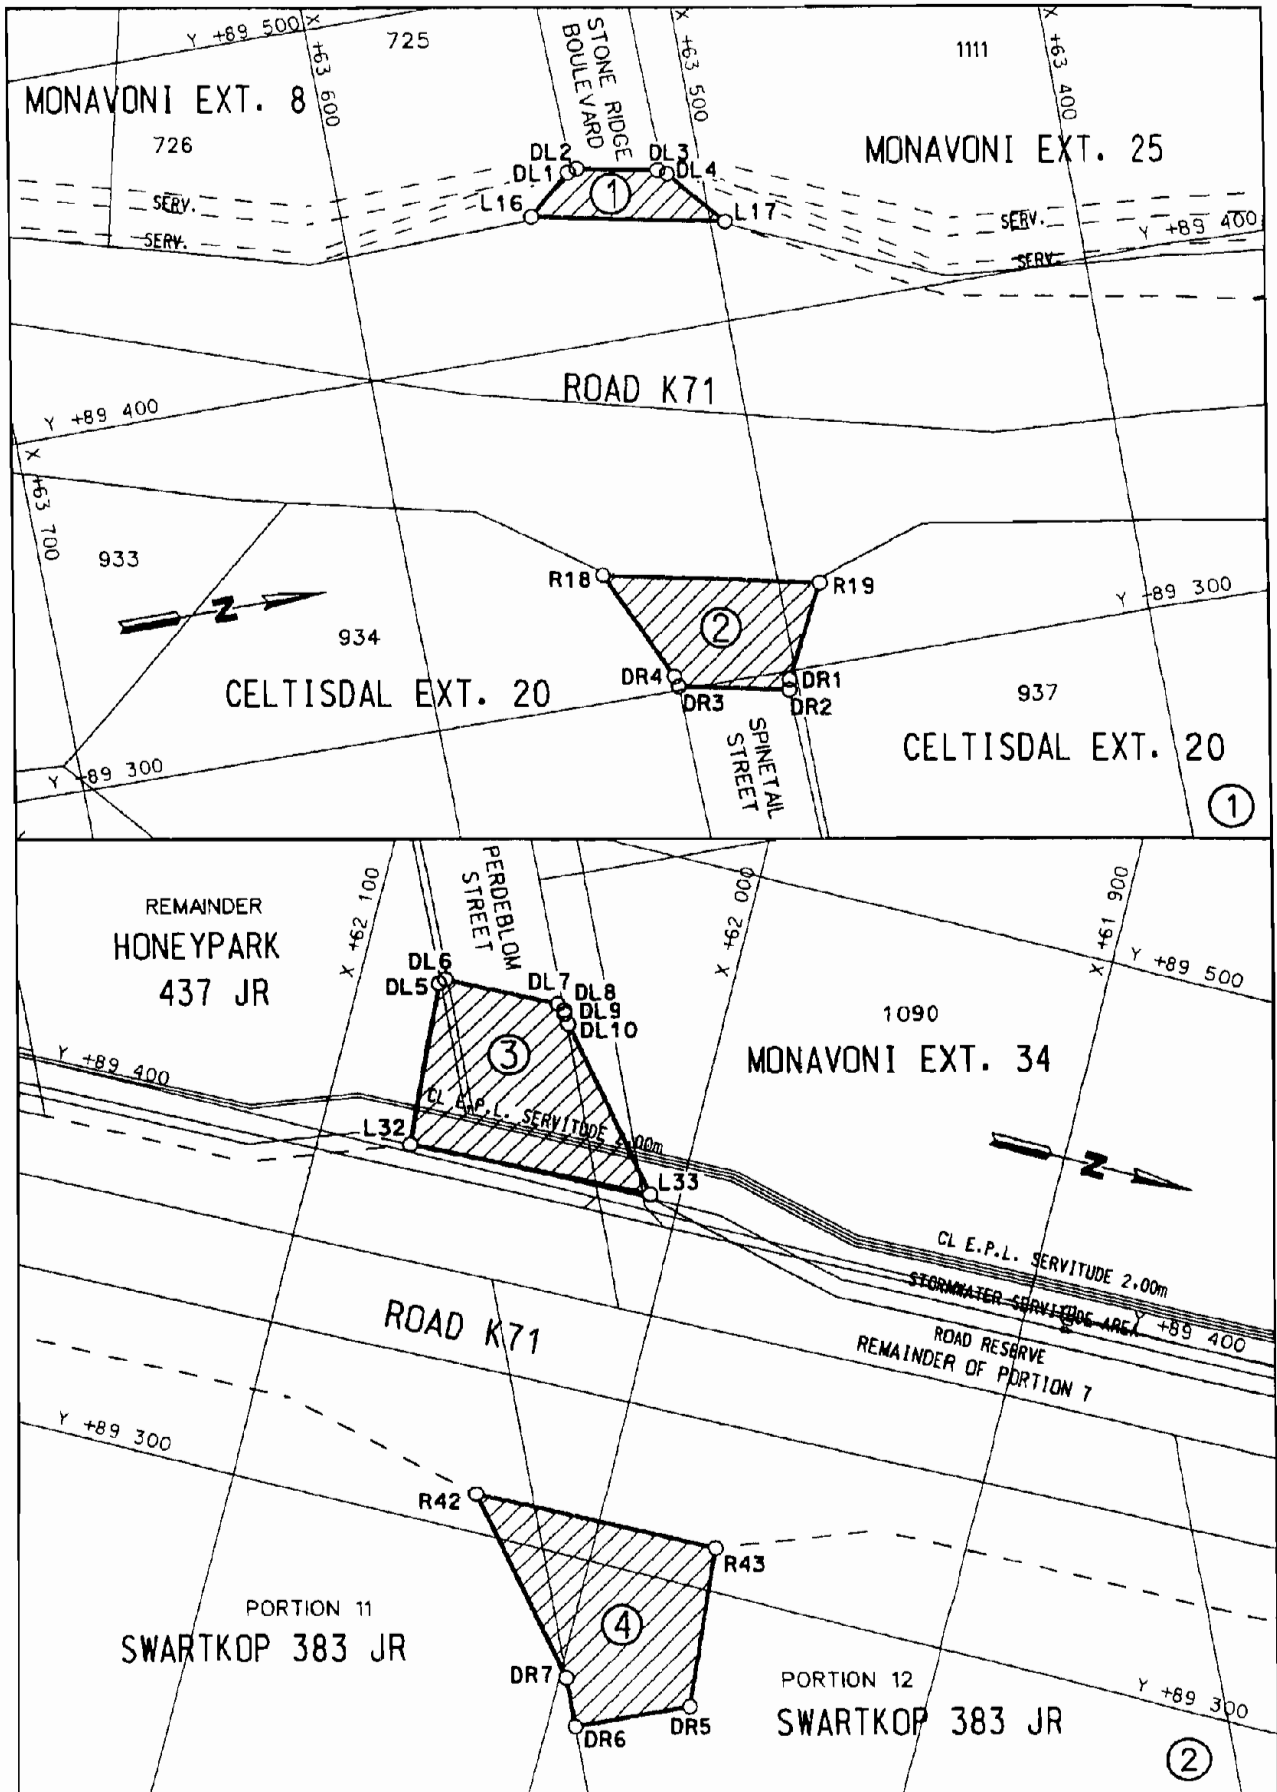 Y +89 500
X +63 600
725
STONE RIDGE
BOULEVARD
X +63 500
1111
X +63 400
MONAVONI EXT. 8
726
MONAVONI EXT. 25
DL2
DL1
DL3
DL4
L16
1
L17
SERV.
SERV.
SERV.
SERV.
Y +89 400
ROAD K71
Y +89 400
X +63 700
933
N
934
R18
R19
2
Y -89 300
DR4
DR3
DR1
DR2
937
CELTISDAL EXT. 20
SPINETAIL
STREET
CELTISDAL EXT. 20
Y -89 300
1
REMAINDER
HONEYPARK
437 JR
X +62 100
PERDEBLOM
STREET
X +62 000
X +61 900
Y +89 500
DL6
DL5
DL7
DL8
DL9
DL10
1090
MONAVONI EXT. 34
3
Y +89 400
CL E.P.L. SERVITUDE 2.00m
L32
L33
N
CL E.P.L. SERVITUDE 2.00m
STORMWATER SERVITUDE AREA
Y +89 400
ROAD RESERVE
REMAINDER OF PORTION 7
ROAD K71
Y +89 300
R42
R43
4
PORTION 11
SWARTKOP 383 JR
DR7
DR6
DR5
PORTION 12
SWARTKOP 383 JR
Y +89 300
2